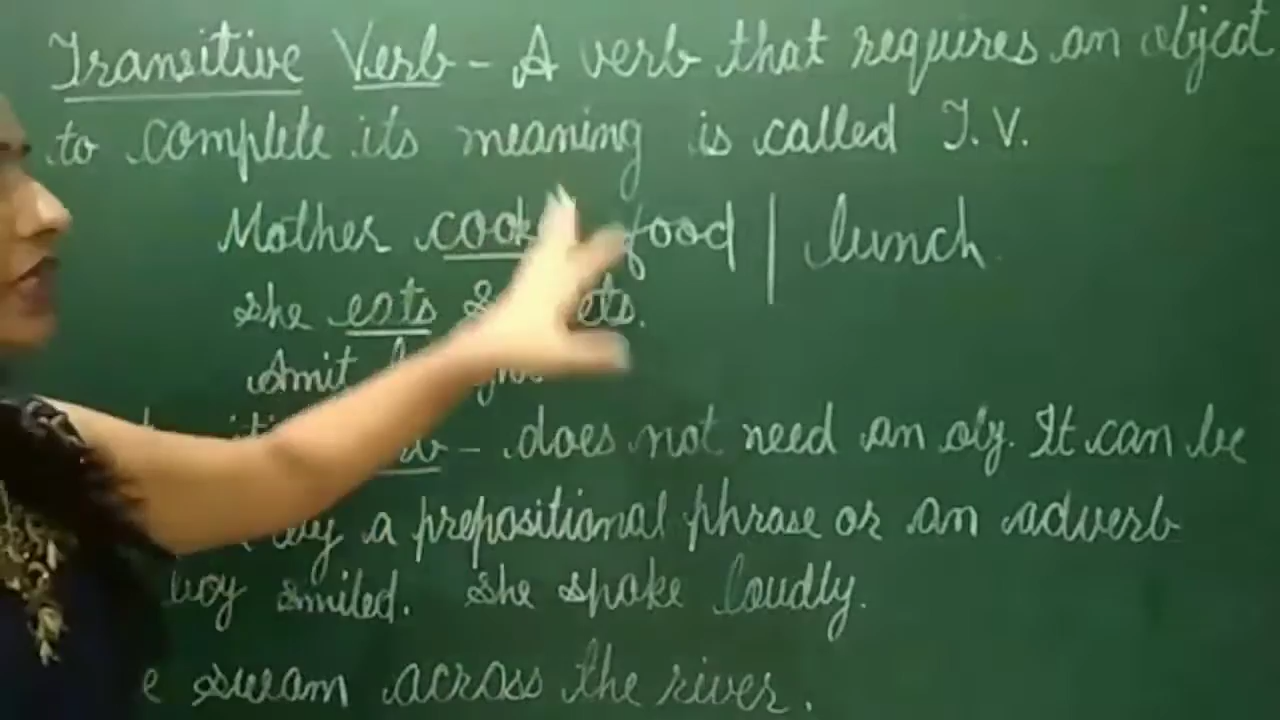 Transitive Verb - A verb that requires an object
to complete its meaning is called T.V.
Mother food | lunch.
She eats
Amit
- does not need an obj. It can be
by a prepositional phrase or an adverb
boy smiled. She spoke loudly.
swam across the river.